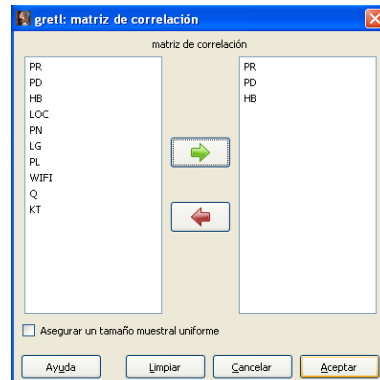 gretl: matriz de correlación
matriz de correlación
PR
PD
HB
LOC
PN
LG
PL
WIFI
Q
KT
PR
PD
HB
Asegurar un tamaño muestral uniforme
Ayuda
Limpiar
Cancelar
Aceptar